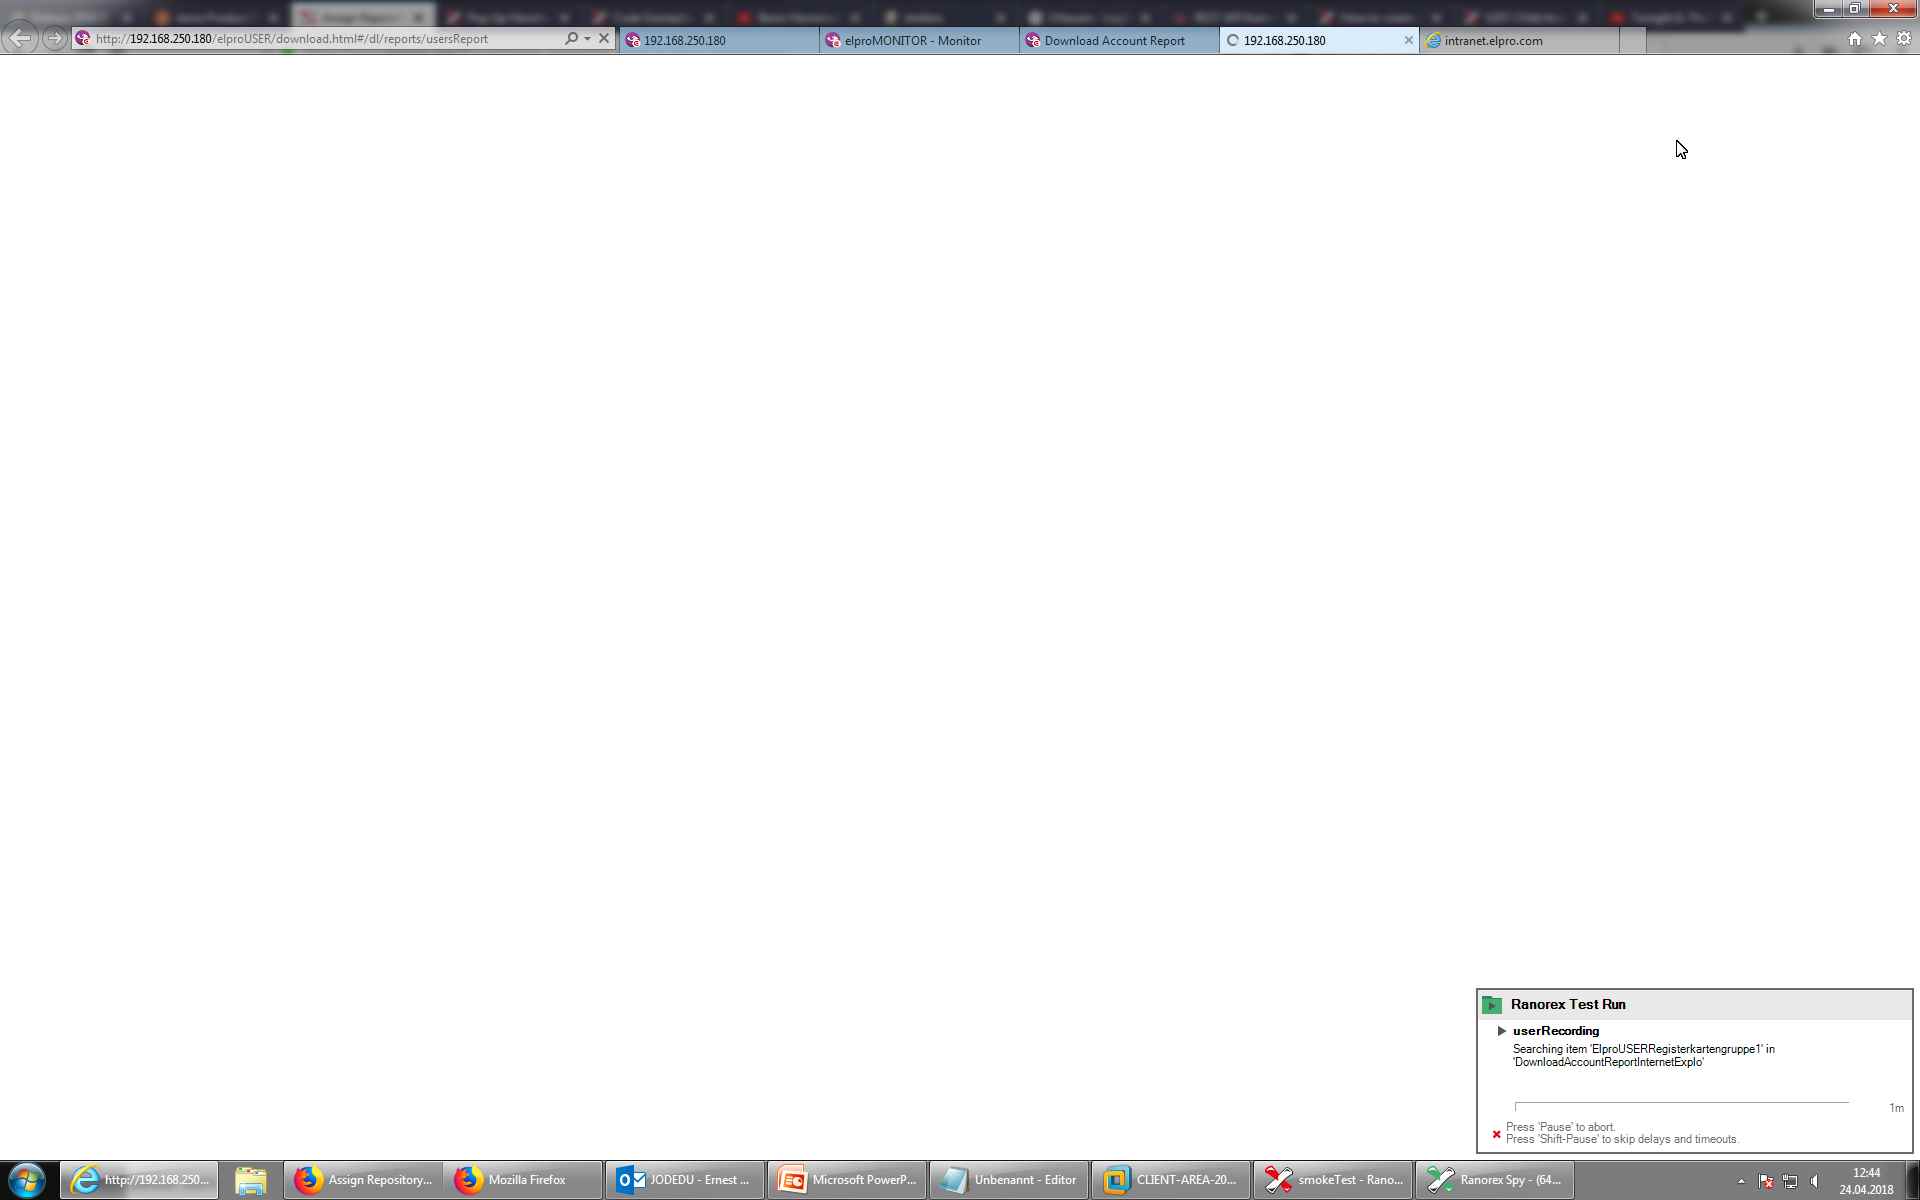 http://192.168.250.180/elproUSER/download.html#/dl/reports/usersReport
192.168.250.180
elproMONITOR - Monitor
Download Account Report
192.168.250.180
intranet.elpro.com
Ranorex Test Run
userRecording
Searching item 'ElproUSERRegisterkartengruppe1' in
'DownloadAccountReportInternetExplo'
1m
Press 'Pause' to abort.
Press 'Shift-Pause' to skip delays and timeouts.
http://192.168.250...
Assign Repository...
Mozilla Firefox
JODEDU - Ernest ...
Microsoft PowerP...
Unbenannt - Editor
CLIENT-AREA-20...
smokeTest - Rano...
Ranorex Spy - (64...
12:44
24.04.2018